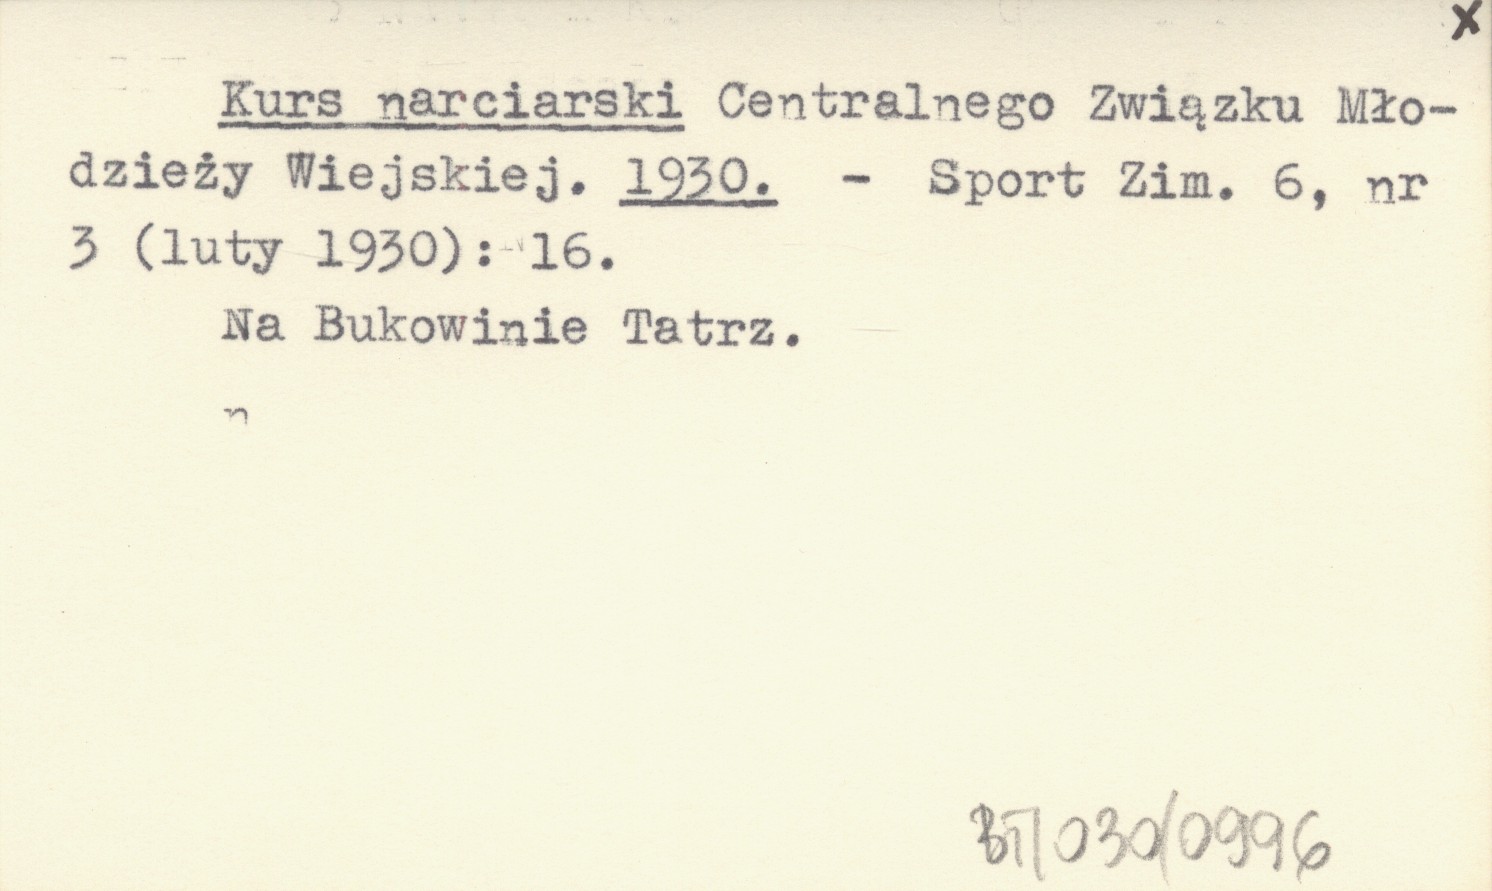 x
Kurs narciarski Centralnego Związku Mło-
dzieży Wiejskiej. 1930. - Sport Zim. 6, nr
3 (luty 1930): 16.
Na Bukowinie Tatrz.
n
BT/030/0996